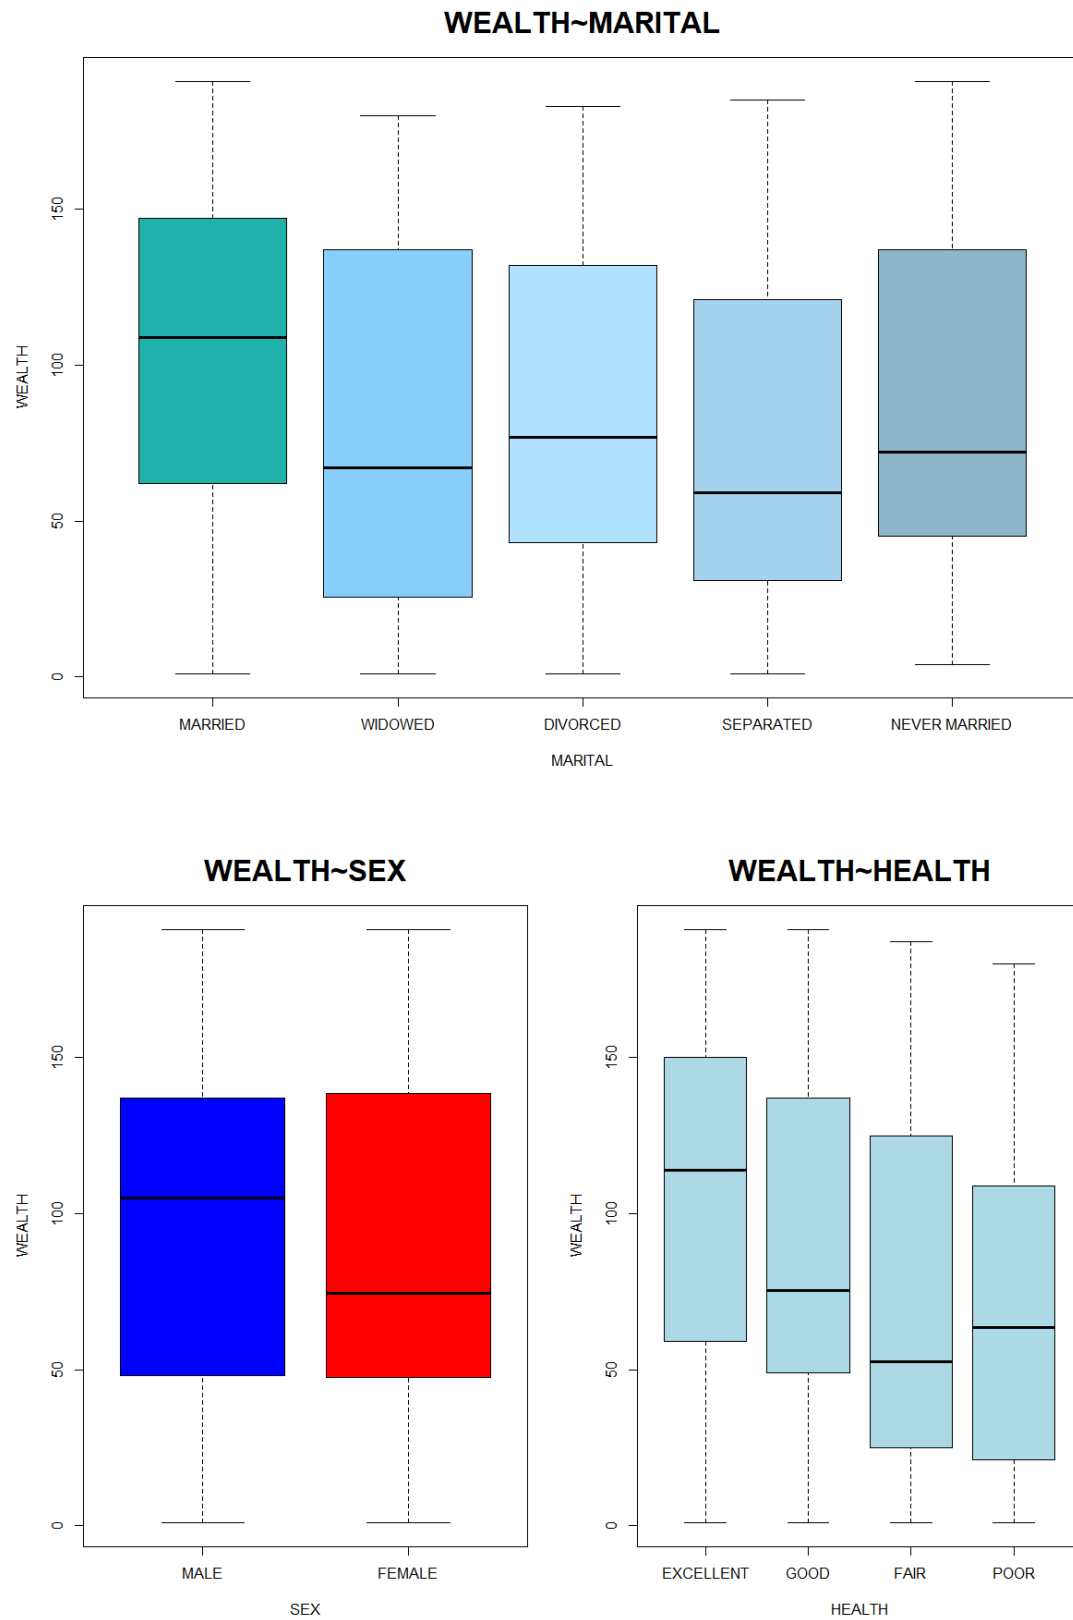 WEALTH~MARITAL
WEALTH
150
100
50
0
MARRIED WIDOWED DIVORCED SEPARATED NEVER MARRIED
MARITAL
WEALTH~SEX
WEALTH
150
100
50
0
MALE FEMALE
SEX
WEALTH~HEALTH
WEALTH
150
100
50
0
EXCELLENT GOOD FAIR POOR
HEALTH